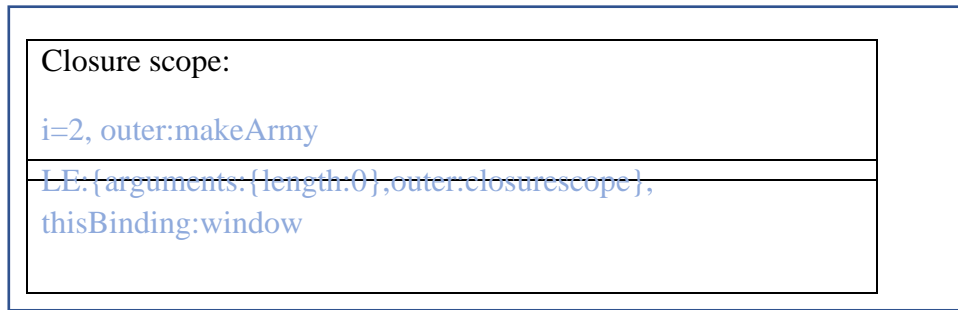 Closure scope:
i=2, outer:makeArmy
LE:{arguments:{length:0},outer:closurescope},
thisBinding:window